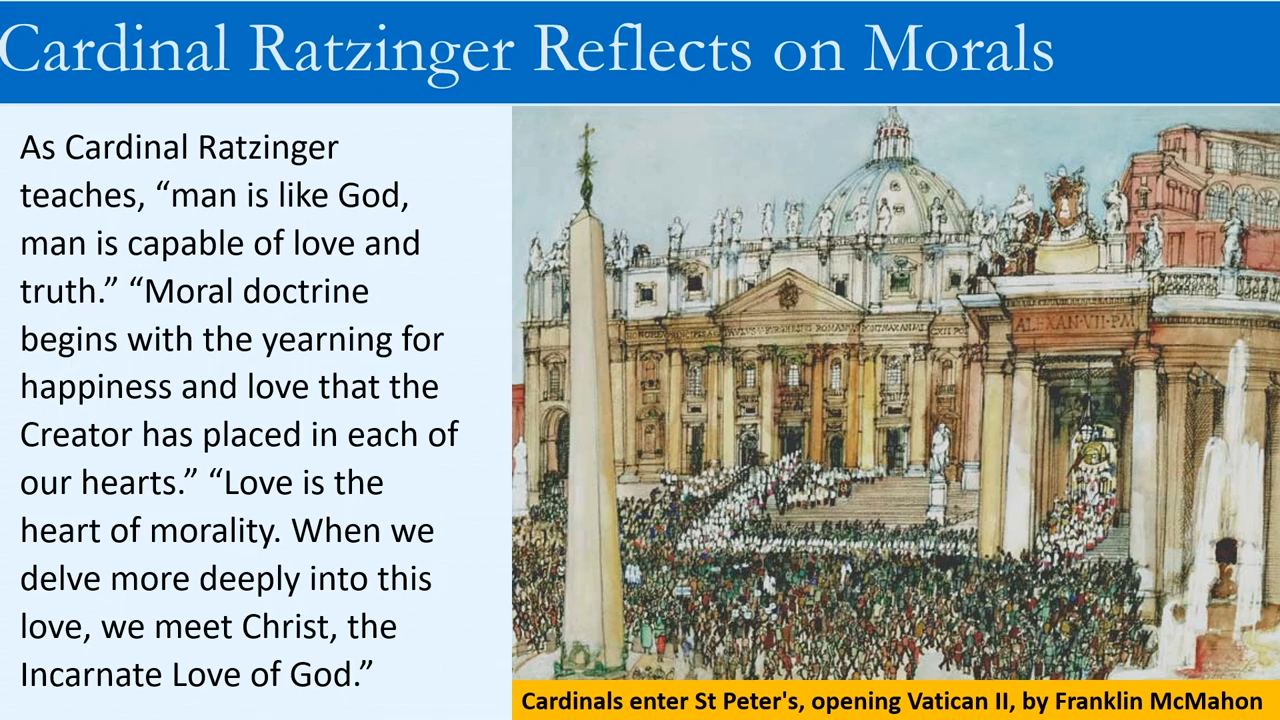 Cardinal Ratzinger Reflects on Morals
As Cardinal Ratzinger
teaches, “man is like God,
man is capable of love and
truth.” “Moral doctrine
begins with the yearning for
happiness and love that the
Creator has placed in each of
our hearts.” “Love is the
heart of morality. When we
delve more deeply into this
love, we meet Christ, the
Incarnate Love of God.”
ALEXAN·VII·PM
Cardinals enter St Peter's, opening Vatican II, by Franklin McMahon